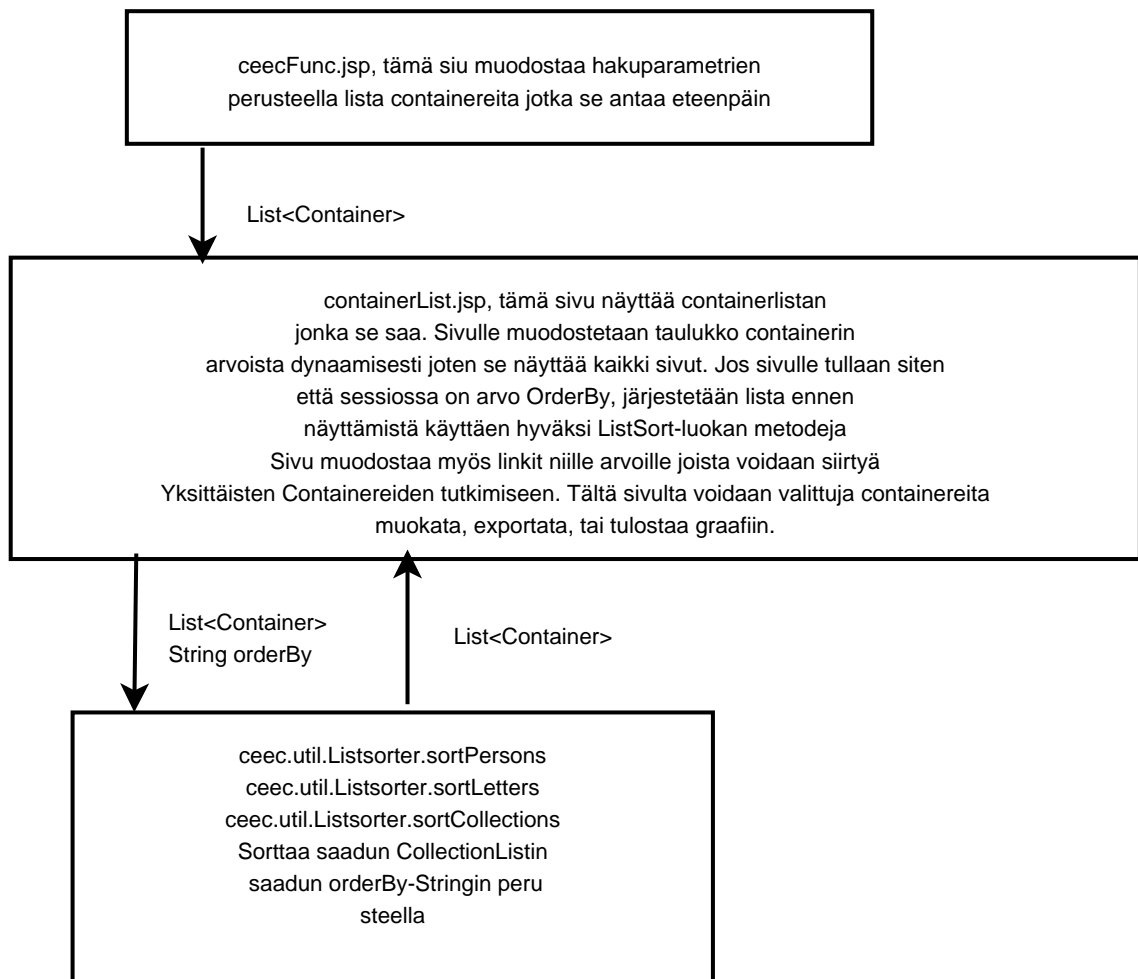 ceecFunc.jsp, tämä siu muodostaa hakuparametrien
perusteella lista containereita jotka se antaa eteenpäin
List<Container>
containerList.jsp, tämä sivu näyttää containerlistan
jonka se saa. Sivulle muodostetaan taulukko containerin
arvoista dynaamisesti joten se näyttää kaikki sivut. Jos sivulle tullaan siten
että sessiossa on arvo OrderBy, järjestetään lista ennen
näyttämistä käyttäen hyväksi ListSort-luokan metodeja
Sivu muodostaa myös linkit niille arvoille joista voidaan siirtyä
Yksittäisten Containereiden tutkimiseen. Tältä sivulta voidaan valittuja containereita
muokata, exportata, tai tulostaa graafiin.
List<Container>
String orderBy
List<Container>
ceec.util.Listsorter.sortPersons
ceec.util.Listsorter.sortLetters
ceec.util.Listsorter.sortCollections
Sorttaa saadun CollectionListin
saadun orderBy-Stringin peru
steella